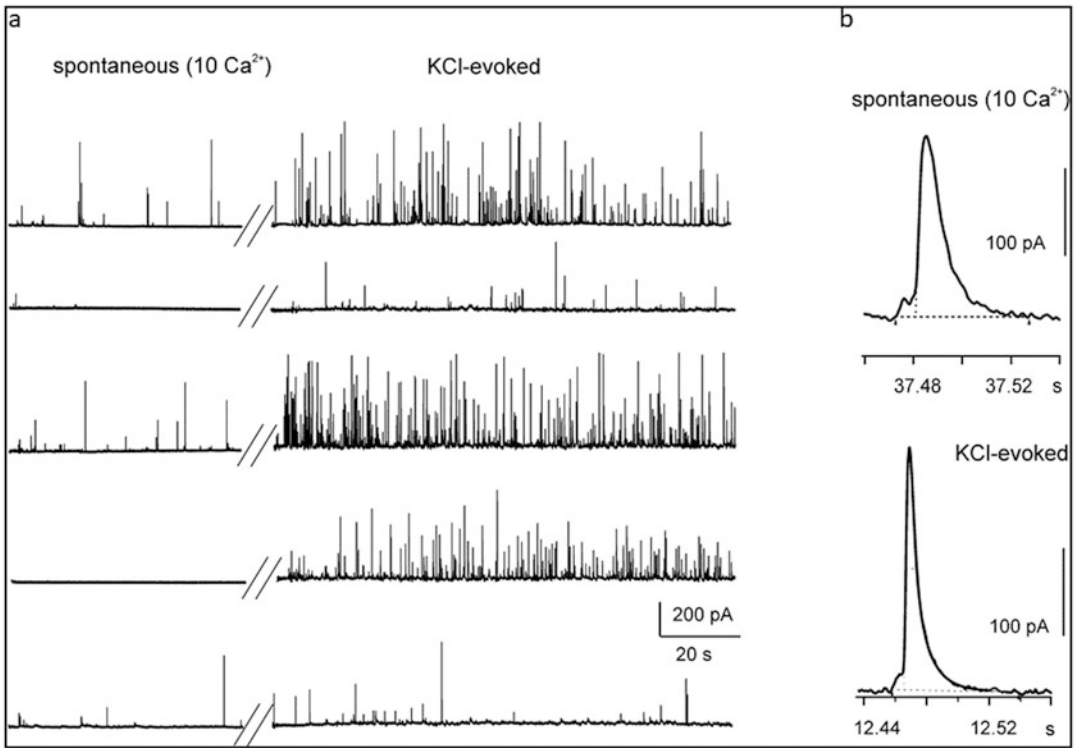 a
spontaneous (10 Ca²⁺)
KCl-evoked
200 pA
20 s
b
spontaneous (10 Ca²⁺)
100 pA
37.48 37.52 s
KCl-evoked
100 pA
12.44 12.52 s